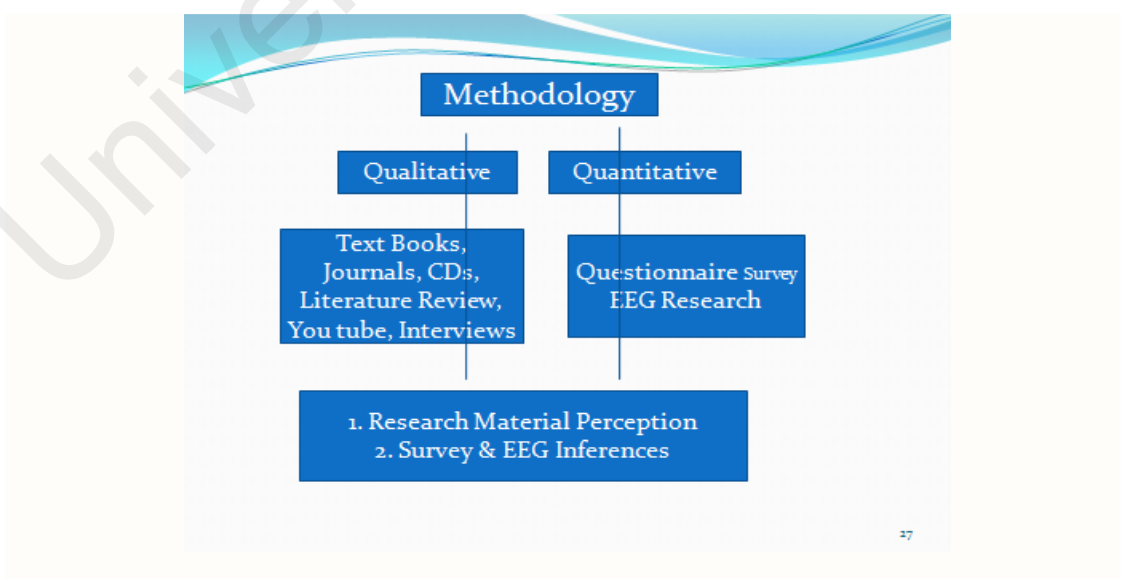 Methodology
Qualitative
Quantitative
Text Books,
Journals, CDs,
Literature Review,
You tube, Interviews
Questionnaire Survey
EEG Research
1. Research Material Perception
2. Survey & EEG Inferences
27